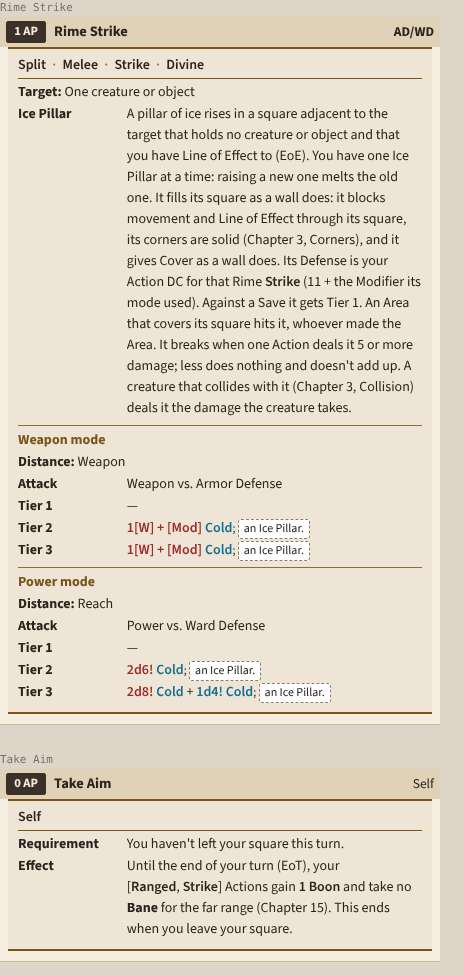 Rime Strike
1 AP Rime Strike AD/WD
Split · Melee · Strike · Divine
Target: One creature or object
Ice Pillar A pillar of ice rises in a square adjacent to the
target that holds no creature or object and that
you have Line of Effect to (EoE). You have one Ice
Pillar at a time: raising a new one melts the old
one. It fills its square as a wall does: it blocks
movement and Line of Effect through its square,
its corners are solid (Chapter 3, Corners), and it
gives Cover as a wall does. Its Defense is your
Action DC for that Rime Strike (11 + the Modifier its
mode used). Against a Save it gets Tier 1. An Area
that covers its square hits it, whoever made the
Area. It breaks when one Action deals it 5 or more
damage; less does nothing and doesn't add up. A
creature that collides with it (Chapter 3, Collision)
deals it the damage the creature takes.
Weapon mode
Distance: Weapon
Attack Weapon vs. Armor Defense
Tier 1 —
Tier 2 1[W] + [Mod] Cold; an Ice Pillar.
Tier 3 1[W] + [Mod] Cold; an Ice Pillar.
Power mode
Distance: Reach
Attack Power vs. Ward Defense
Tier 1 —
Tier 2 2d6! Cold; an Ice Pillar.
Tier 3 2d8! Cold + 1d4! Cold; an Ice Pillar.
Take Aim
0 AP Take Aim Self
Self
Requirement You haven't left your square this turn.
Effect Until the end of your turn (EoT), your
[Ranged, Strike] Actions gain 1 Boon and take no
Bane for the far range (Chapter 15). This ends
when you leave your square.